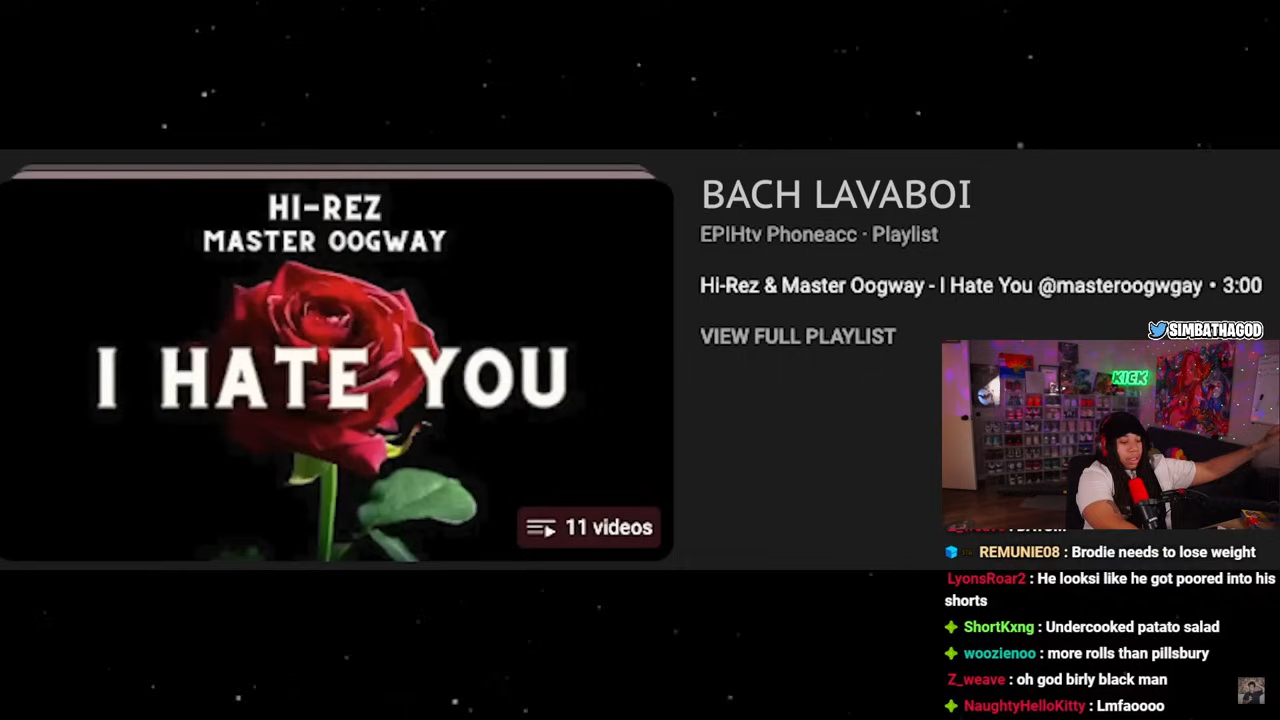 HI-REZ
MASTER OOGWAY
I HATE YOU
11 videos
BACH LAVABOI
EPIHtv Phoneacc · Playlist
Hi-Rez & Master Oogway - I Hate You @masteroogwgay • 3:00
VIEW FULL PLAYLIST
SIMBATHAGOD
KICK
REMUNIE08 : Brodie needs to lose weight
LyonsRoar2 : He looksi like he got poored into his
shorts
ShortKxng : Undercooked patato salad
woozienoo : more rolls than pillsbury
Z_weave : oh god birly black man
NaughtyHelloKitty : Lmfaoooo